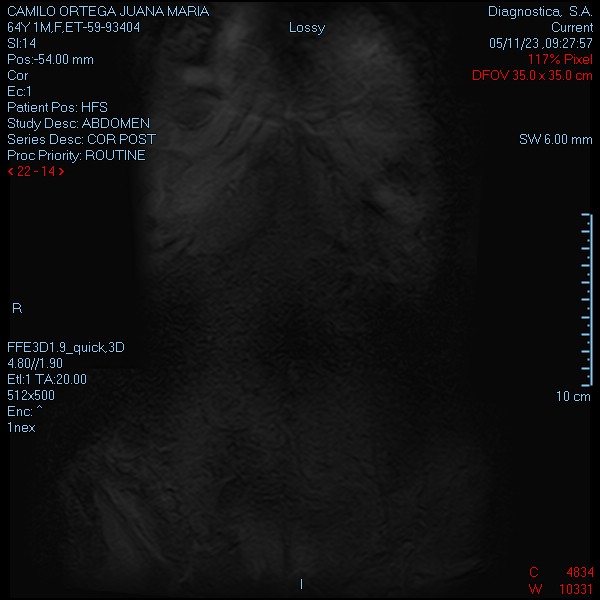 CAMILO ORTEGA JUANA MARIA
64Y 1M,F,ET-59-93404
Sl:14
Pos:-54.00 mm
Cor
Ec:1
Patient Pos: HFS
Study Desc: ABDOMEN
Series Desc: COR POST
Proc Priority: ROUTINE
< 22 - 14 >
Lossy
Diagnostica, S.A.
Current
05/11/23 ,09:27:57
117% Pixel
DFOV 35.0 x 35.0 cm
SW 6.00 mm
R
10 cm
FFE3D1.9_quick,3D
4.80//1.90
Etl:1 TA:20.00
512x500
Enc: ^
1nex
I
C 4834
W 10331